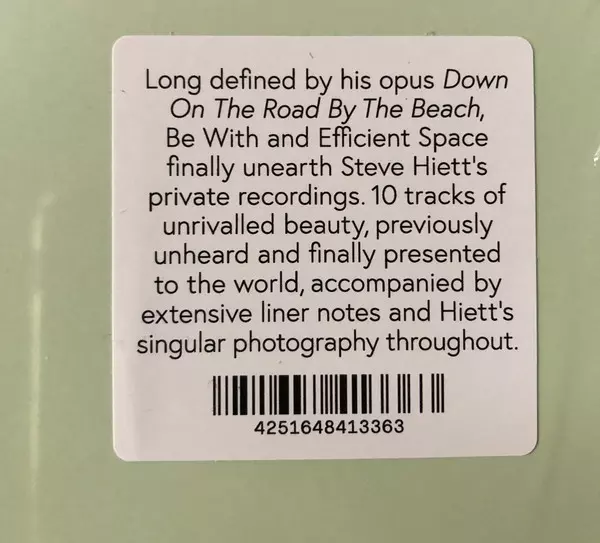 Long defined by his opus Down
On The Road By The Beach,
Be With and Efficient Space
finally unearth Steve Hiett's
private recordings. 10 tracks of
unrivalled beauty, previously
unheard and finally presented
to the world, accompanied by
extensive liner notes and Hiett's
singular photography throughout.
4251648413363